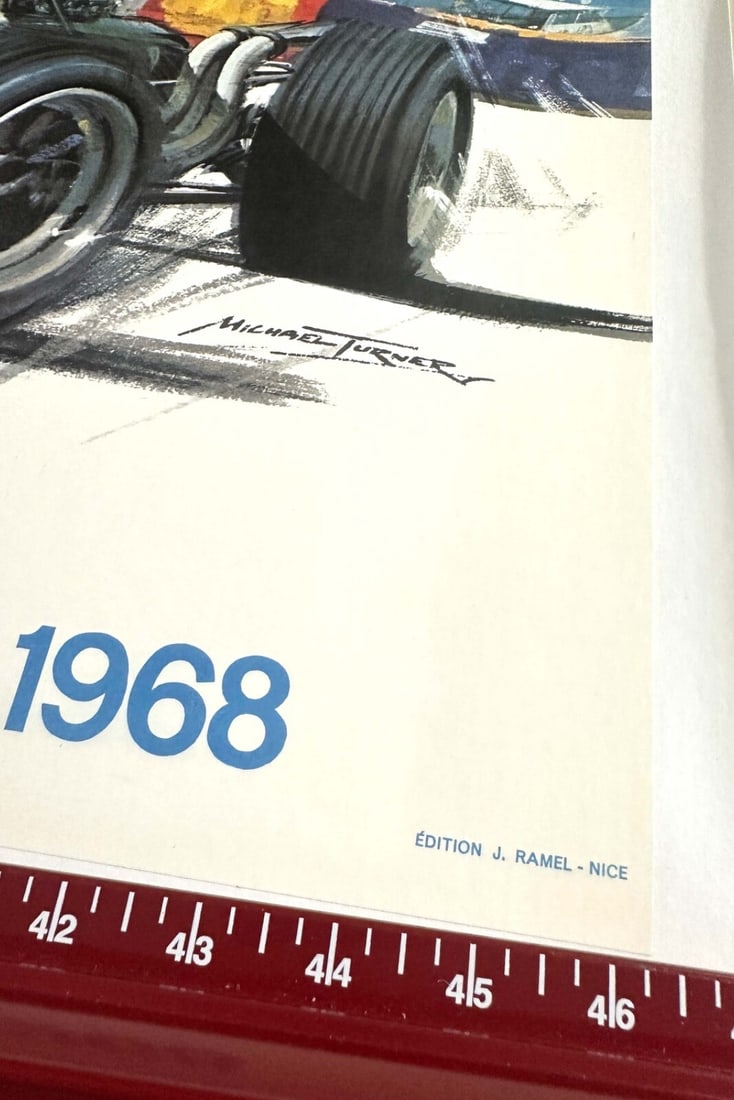 MICHAEL TURNER
1968
ÉDITION J. RAMEL - NICE
42 43 44 45 46